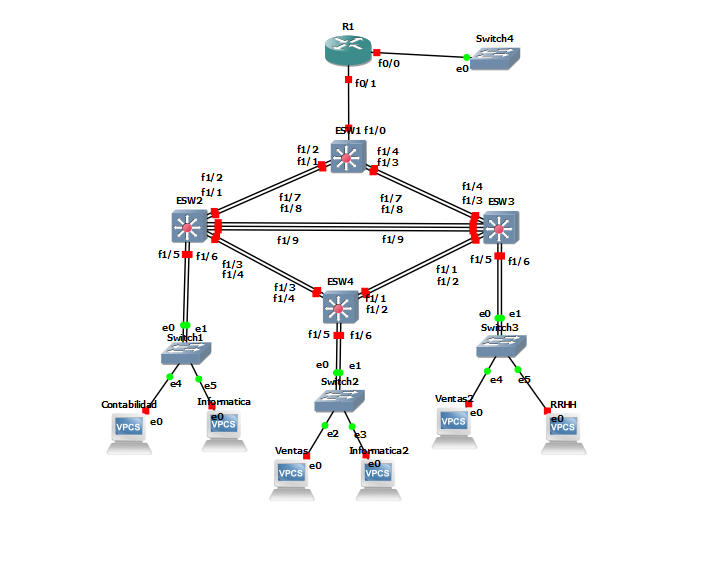 R1
Switch4
f0/0
e0
f0/1
ESW1 f1/0
f1/2
f1/1
f1/4
f1/3
f1/2
f1/1
f1/7
f1/8
f1/7
f1/8
f1/4
f1/3
ESW2
ESW3
f1/9
f1/9
f1/5
f1/6
f1/3
f1/4
f1/1
f1/2
f1/5
f1/6
f1/3
f1/4
ESW4
f1/1
f1/2
f1/5
f1/6
e0
e1
Switch1
e0
e1
Switch3
e0
e1
Switch2
e4
e5
e4
e5
Contabilidad
e0
VPCS
Informatica
e0
VPCS
Ventas2
e0
VPCS
RRHH
e0
VPCS
e2
e3
Ventas
e0
VPCS
Informatica2
e0
VPCS